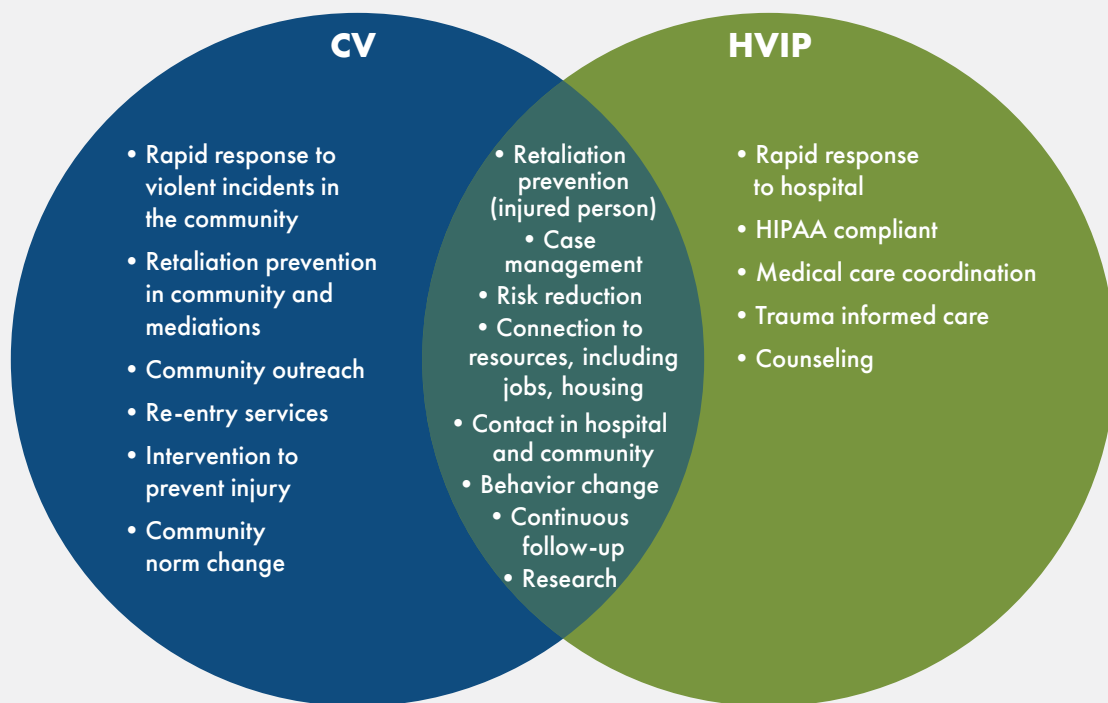 CV
• Rapid response to
violent incidents in
the community
• Retaliation prevention
in community and
mediations
• Community outreach
• Re-entry services
• Intervention to
prevent injury
• Community
norm change
• Retaliation
prevention
(injured person)
• Case
management
• Risk reduction
• Connection to
resources, including
jobs, housing
• Contact in hospital
and community
• Behavior change
• Continuous
follow-up
• Research
HVIP
• Rapid response
to hospital
• HIPAA compliant
• Medical care coordination
• Trauma informed care
• Counseling